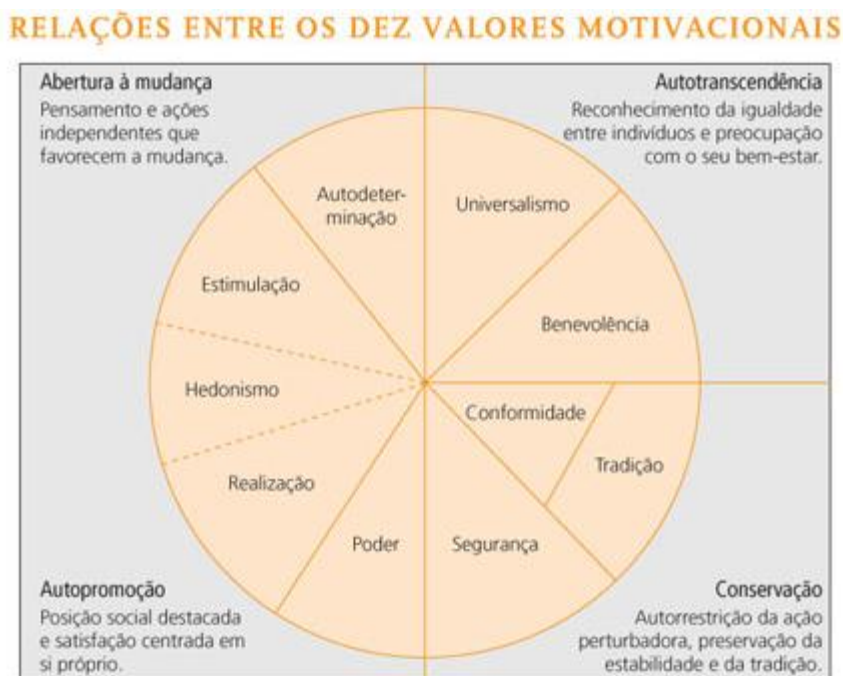 RELAÇÕES ENTRE OS DEZ VALORES MOTIVACIONAIS
Abertura à mudança
Pensamento e ações
independentes que
favorecem a mudança.
Autotranscendência
Reconhecimento da igualdade
entre indivíduos e preocupação
com o seu bem-estar.
Autodeter-
minação
Universalismo
Estimulação
Benevolência
Hedonismo
Conformidade
Tradição
Realização
Poder
Segurança
Autopromoção
Posição social destacada
e satisfação centrada em
si próprio.
Conservação
Autorrestrição da ação
perturbadora, preservação da
estabilidade e da tradição.